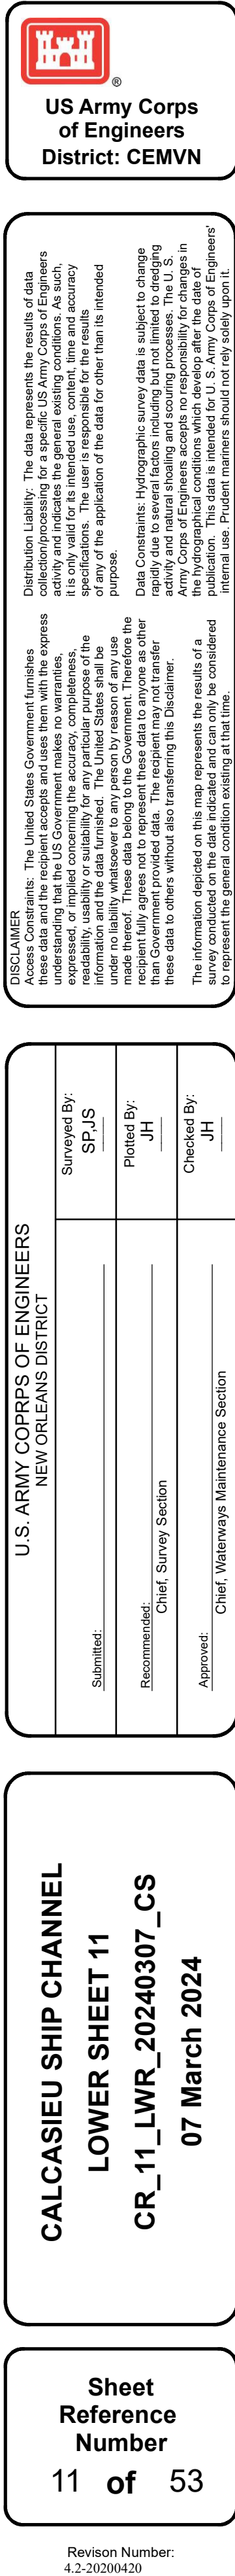 ®
US Army Corps
of Engineers
District: CEMVN
DISCLAIMER
Access Constraints: The United States Government furnishes
these data and the recipient accepts and uses them with the express
understanding that the US Government makes no warranties,
expressed, or implied concerning the accuracy, completeness,
readability, usability or suitability for any particular purpose of the
information and the data furnished. The United States shall be
under no liability whatsoever to any person by reason of any use
made thereof. These data belong to the Government. Therefore the
recipient fully agrees not to represent these data to anyone as other
than Government provided data. The recipient may not transfer
these data to others without also transferring this Disclaimer.
The information depicted on this map represents the results of a
survey conducted on the date indicated and can only be considered
to represent the general condition existing at that time.
Distribution Liability: The data represents the results of data
collection/processing for a specific US Army Corps of Engineers
activity and indicates the general existing conditions. As such,
it is only valid for its intended use, content, time and accuracy
specifications. The user is responsible for the results
of any of the application of the data for other than its intended
purpose.
Data Constraints: Hydrographic survey data is subject to change
rapidly due to several factors including but not limited to dredging
activity and natural shoaling and scouring processes. The U. S.
Army Corps of Engineers accepts no responsibility for changes in
the hydrographical conditions which develop after the date of
publication. This data is intended for U. S. Army Corps of Engineers'
internal use. Prudent mariners should not rely solely upon it.
U.S. ARMY COPRPS OF ENGINEERS
NEW ORLEANS DISTRICT
Submitted:
Surveyed By:
SP,JS
Recommended:
Chief, Survey Section
Plotted By:
JH
Approved:
Chief, Waterways Maintenance Section
Checked By:
JH
CALCASIEU SHIP CHANNEL
LOWER SHEET 11
CR_11_LWR_20240307_CS
07 March 2024
Sheet
Reference
Number
11 of 53
Revison Number:
4.2-20200420